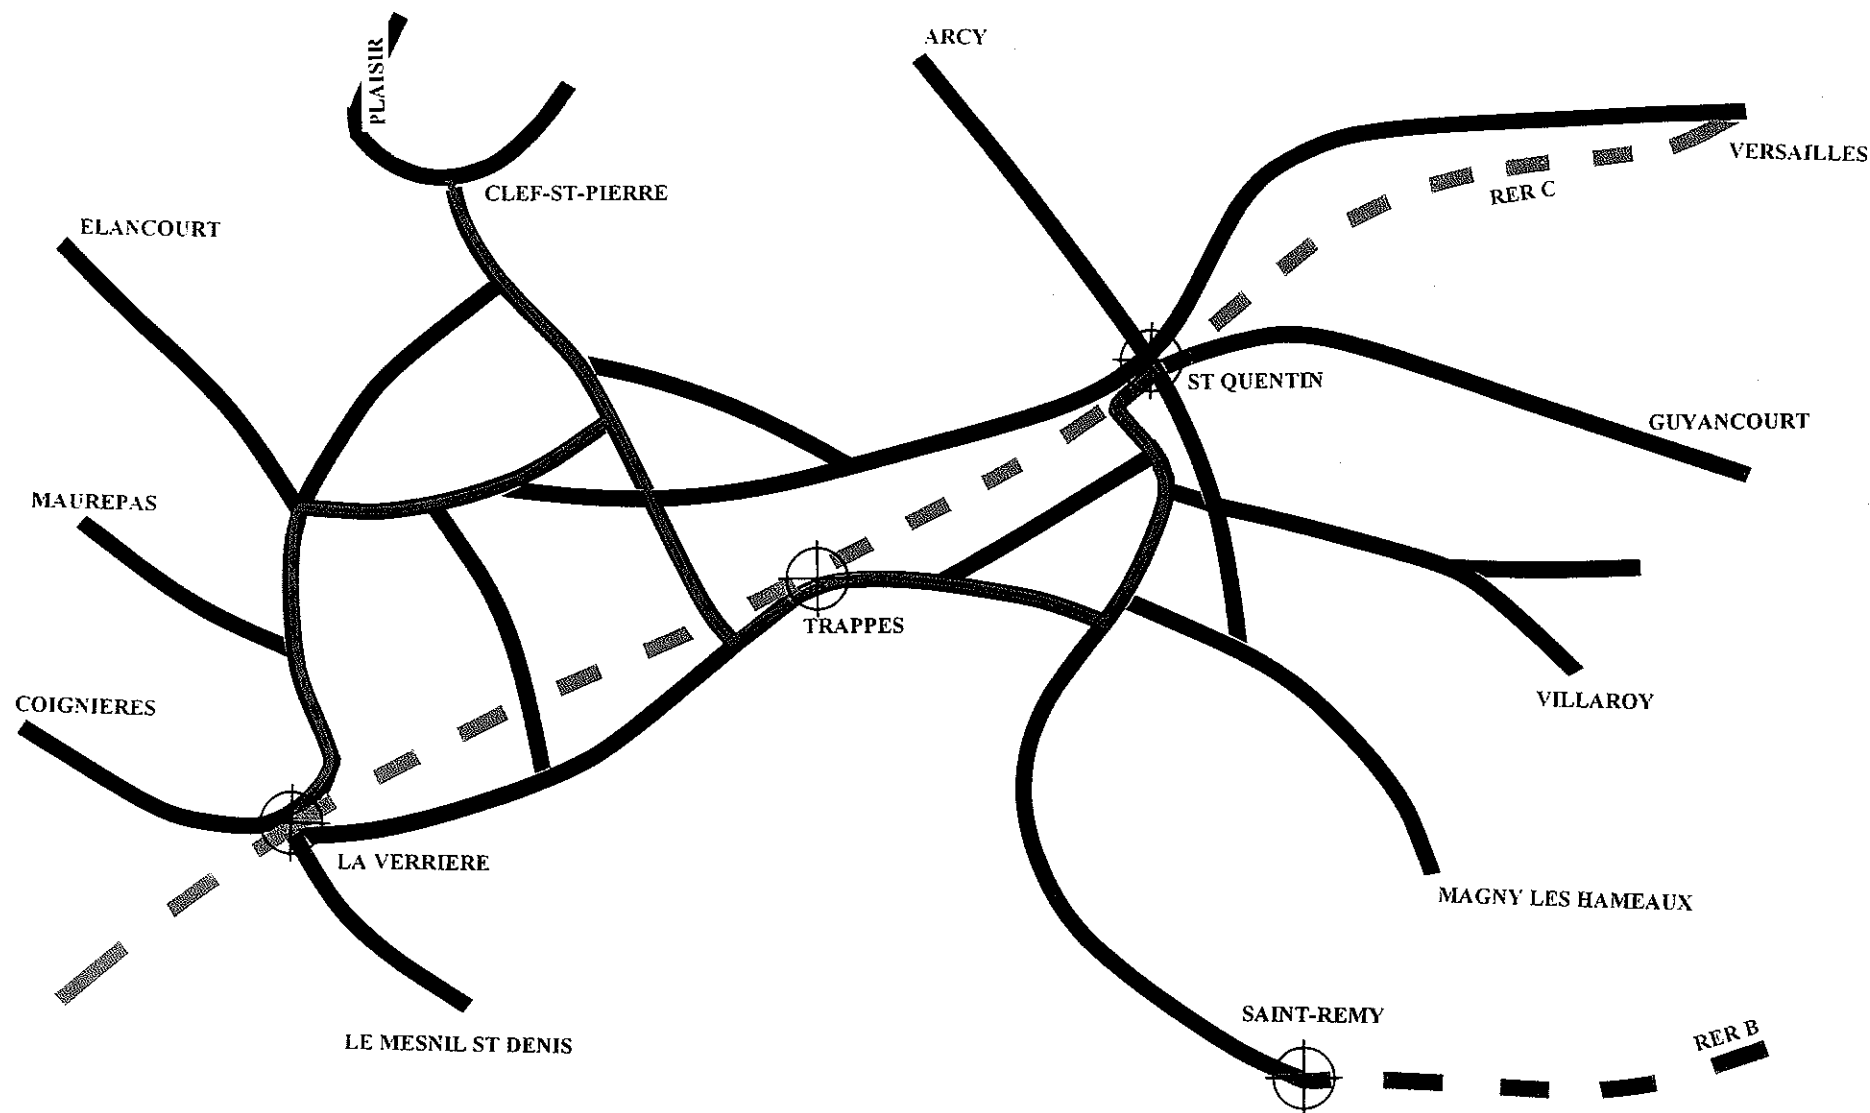 PLAISIR
ARCY
VERSAILLES
RER C
CLEF-ST-PIERRE
ELANCOURT
ST QUENTIN
GUYANCOURT
MAUREPAS
TRAPPES
VILLAROY
COIGNIERES
LA VERRIERE
MAGNY LES HAMEAUX
SAINT-REMY
RER B
LE MESNIL ST DENIS